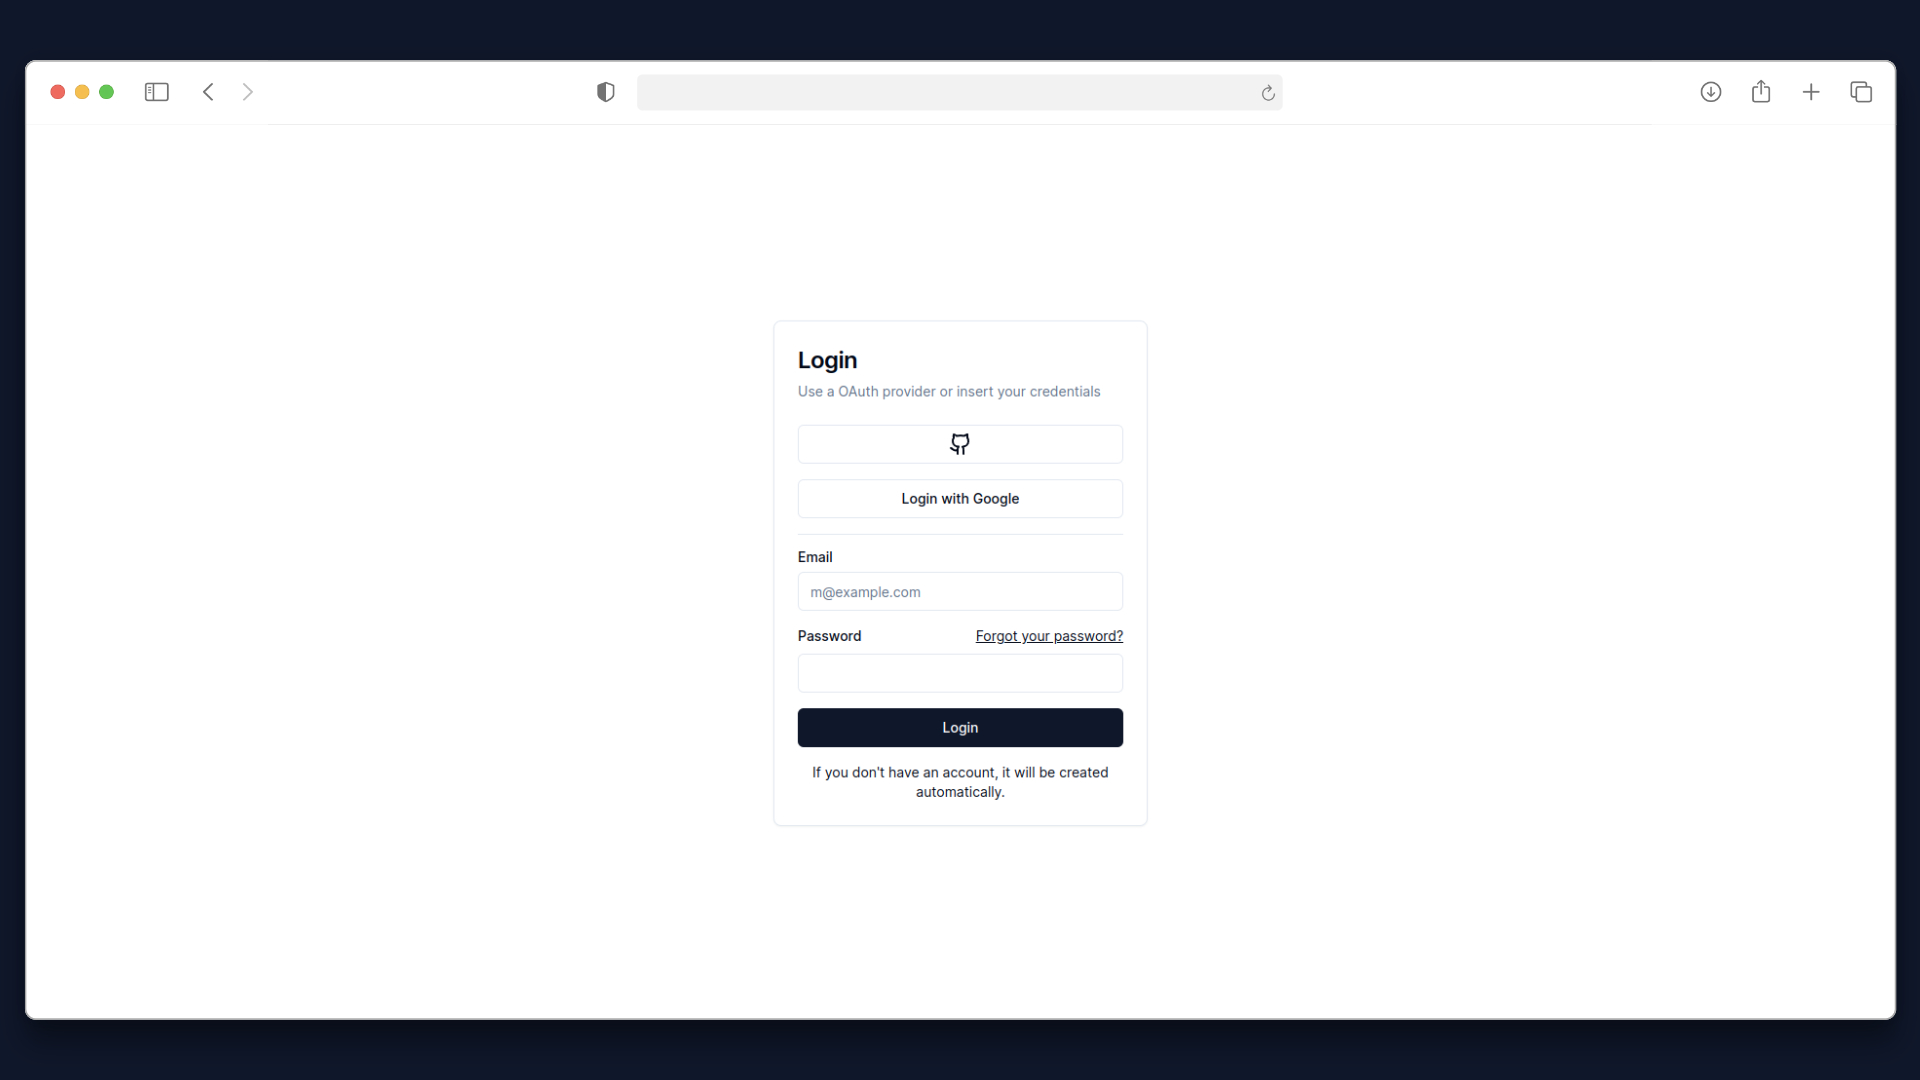 Login
Use a OAuth provider or insert your credentials
Login with Google
Email
m@example.com
Password
Forgot your password?
Login
If you don't have an account, it will be created
automatically.